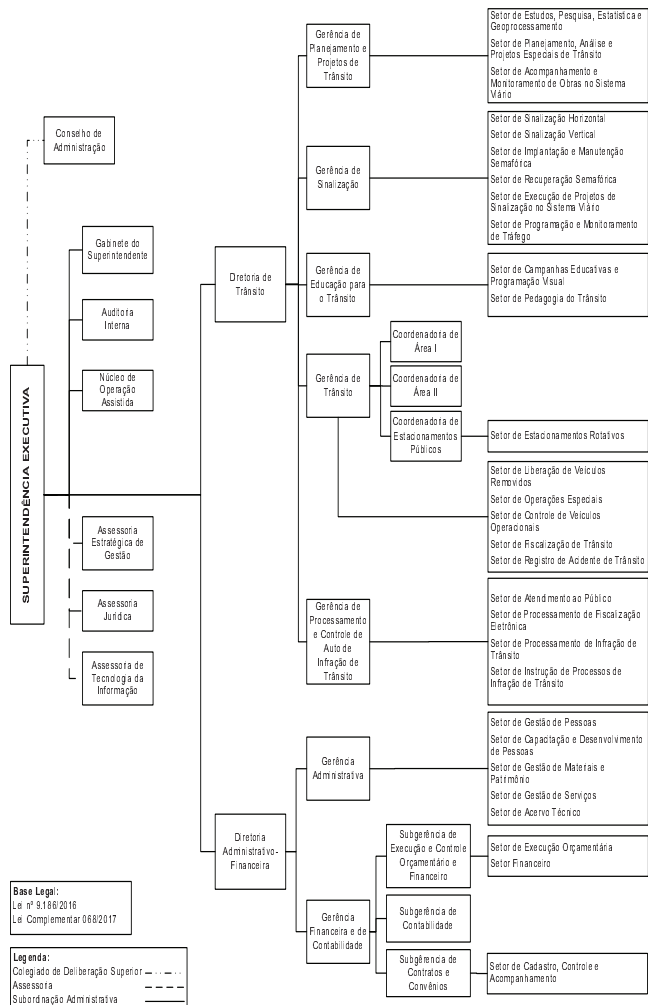 Gerência de
Planejamento e
Projetos de
Trânsito
Setor de Estudos, Pesquisa, Estatística e
Geoprocessamento
Setor de Planejamento, Análise e
Projetos Especiais de Trânsito
Setor de Acompanhamento e
Monitoramento de Obras no Sistema
Viário
Conselho de
Administração
Gerência de
Sinalização
Setor de Sinalização Horizontal
Setor de Sinalização Vertical
Setor de Implantação e Manutenção
Semafórica
Setor de Recuperação Semafórica
Setor de Execução de Projetos de
Sinalização no Sistema Viário
Setor de Programação e Monitoramento
de Tráfego
Gabinete do
Superintendente
Auditoria
Interna
Núcleo de
Operação
Assistida
SUPERINTENDÊNCIA EXECUTIVA
Assessoria
Estratégica de
Gestão
Assessoria
Jurídica
Assessoria de
Tecnologia da
Informação
Diretoria de
Trânsito
Gerência de
Educação para
o Trânsito
Setor de Campanhas Educativas e
Programação Visual
Setor de Pedagogia do Trânsito
Gerência de
Trânsito
Coordenadoria de
Área I
Coordenadoria de
Área II
Coordenadoria de
Estacionamentos
Públicos
Setor de Estacionamentos Rotativos
Setor de Liberação de Veículos
Removidos
Setor de Operações Especiais
Setor de Controle de Veículos
Operacionais
Setor de Fiscalização de Trânsito
Setor de Registro de Acidente de Trânsito
Gerência de
Processamento
e Controle de
Auto de
Infração de
Trânsito
Setor de Atendimento ao Público
Setor de Processamento de Fiscalização
Eletrônica
Setor de Processamento de Infração de
Trânsito
Setor de Instrução de Processos de
Infração de Trânsito
Diretoria
Administrativo-
Financeira
Gerência
Administrativa
Setor de Gestão de Pessoas
Setor de Capacitação e Desenvolvimento
de Pessoas
Setor de Gestão de Materiais e
Patrimônio
Setor de Gestão de Serviços
Setor de Acervo Técnico
Gerência
Financeira e de
Contabilidade
Subgerência de
Execução e Controle
Orçamentário e
Financeiro
Setor de Execução Orçamentária
Setor Financeiro
Subgerência de
Contabilidade
Subgerência de
Contratos e
Convênios
Setor de Cadastro, Controle e
Acompanhamento
Base Legal:
Lei nº 9.186/2016
Lei Complementar 068/2017
Legenda:
Colegiado de Deliberação Superior
Assessoria
Subordinação Administrativa